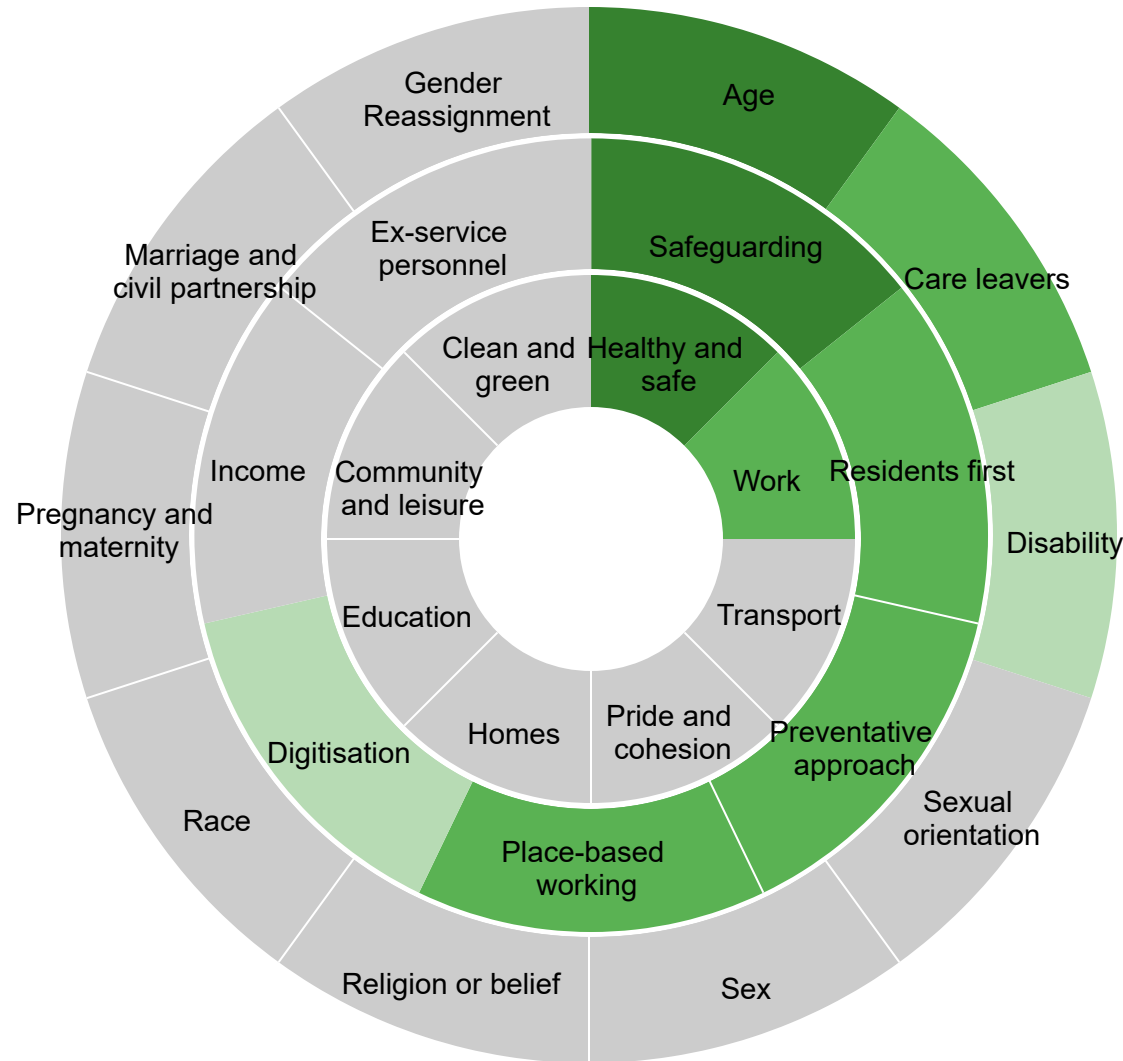 Gender
Reassignment
Age
Ex-service
personnel
Safeguarding
Marriage and
civil partnership
Care leavers
Clean and
green
Healthy and
safe
Income
Community
and leisure
Work
Residents first
Pregnancy and
maternity
Disability
Education
Transport
Homes
Pride and
cohesion
Preventative
approach
Digitisation
Race
Sexual
orientation
Place-based
working
Religion or belief
Sex